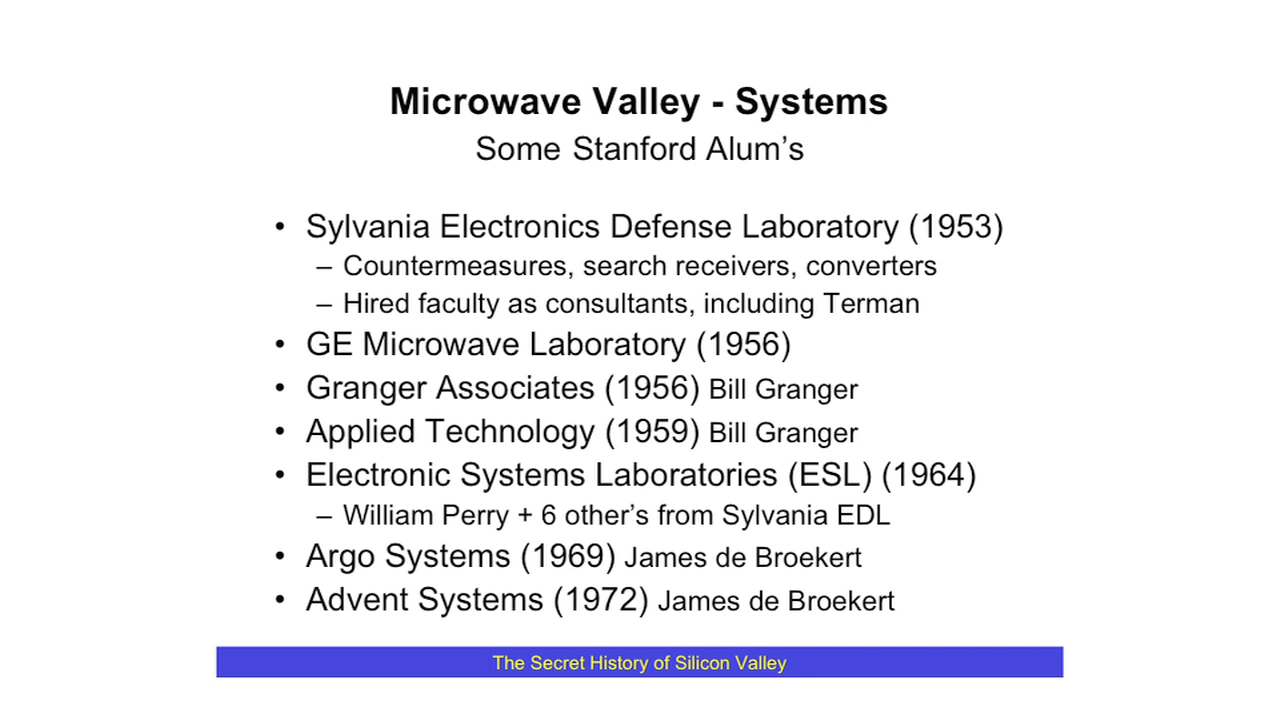 Microwave Valley - Systems
Some Stanford Alum's
• Sylvania Electronics Defense Laboratory (1953)
– Countermeasures, search receivers, converters
– Hired faculty as consultants, including Terman
• GE Microwave Laboratory (1956)
• Granger Associates (1956) Bill Granger
• Applied Technology (1959) Bill Granger
• Electronic Systems Laboratories (ESL) (1964)
– William Perry + 6 other's from Sylvania EDL
• Argo Systems (1969) James de Broekert
• Advent Systems (1972) James de Broekert
The Secret History of Silicon Valley